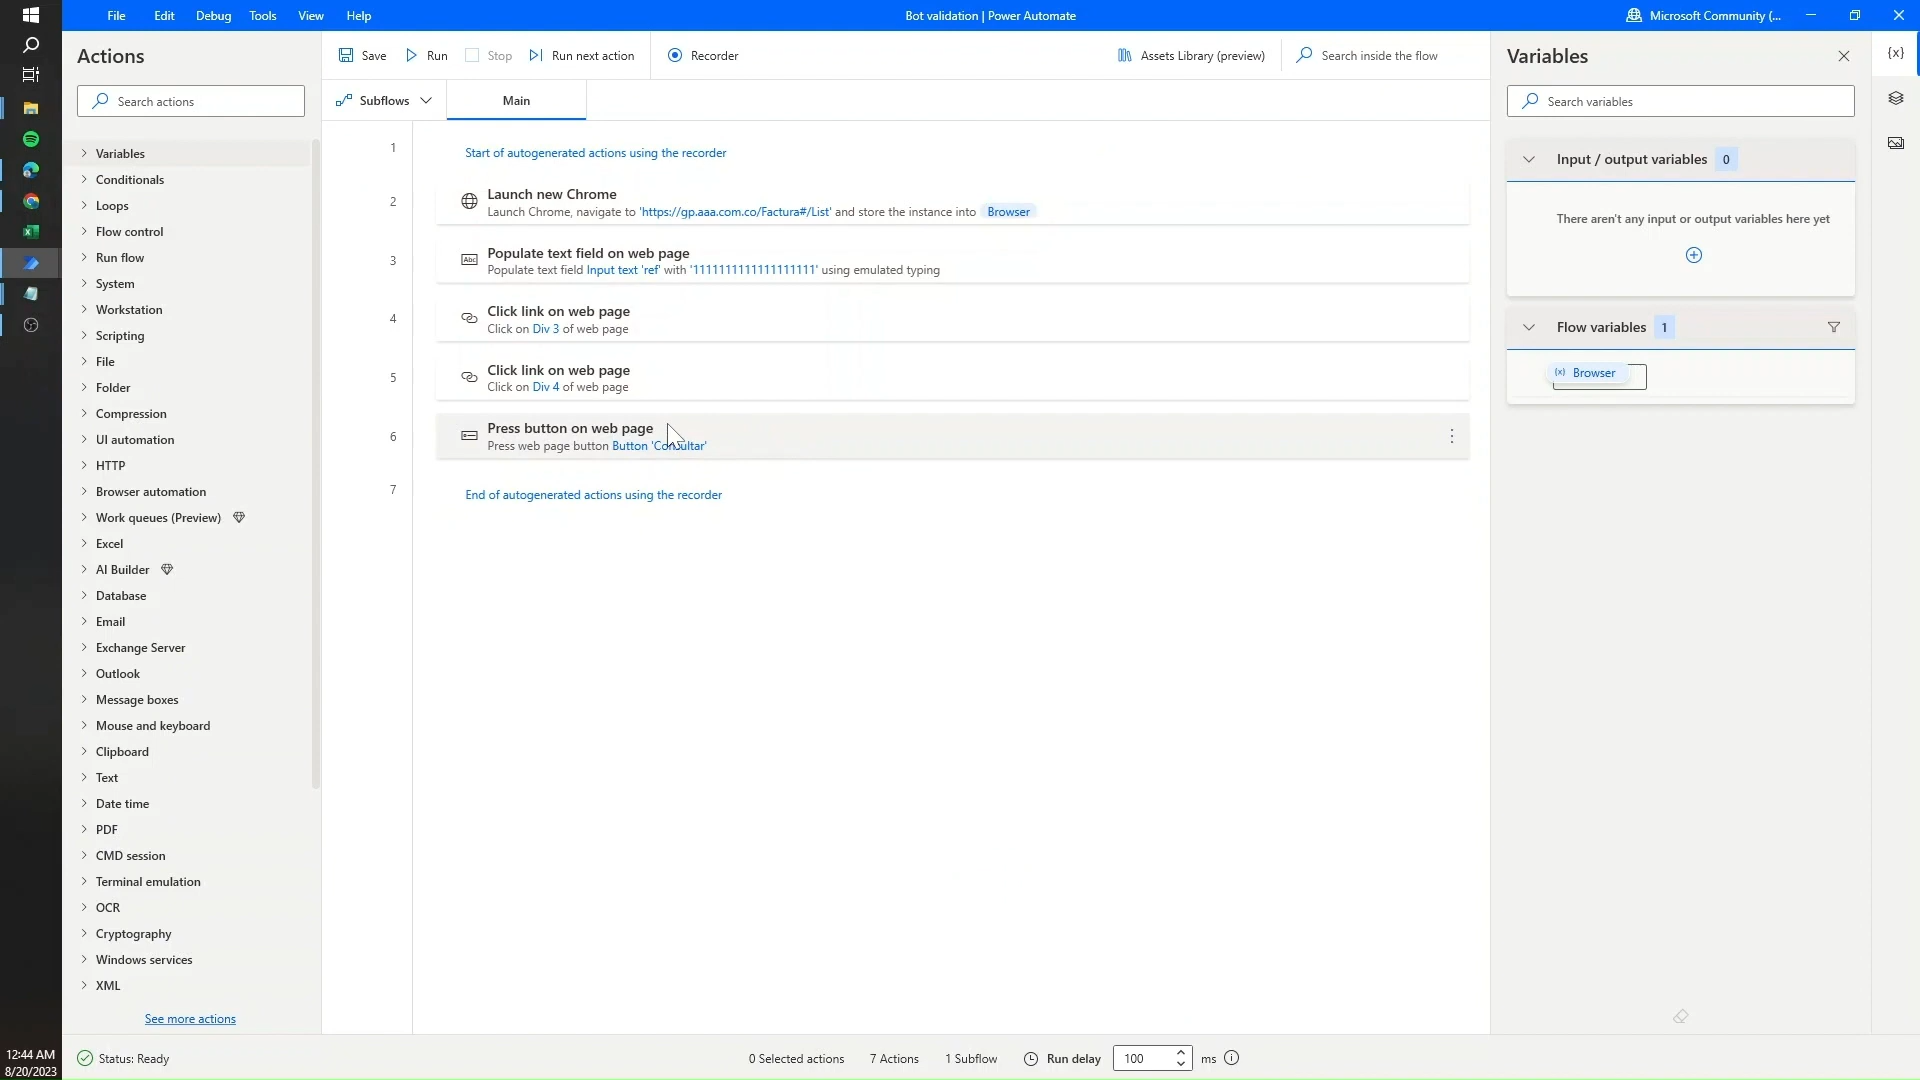 File Edit Debug Tools View Help
Bot validation | Power Automate
Microsoft Community (...
Actions
Search actions
Variables
Conditionals
Loops
Flow control
Run flow
System
Workstation
Scripting
File
Folder
Compression
UI automation
HTTP
Browser automation
Work queues (Preview)
Excel
AI Builder
Database
Email
Exchange Server
Outlook
Message boxes
Mouse and keyboard
Clipboard
Text
Date time
PDF
CMD session
Terminal emulation
OCR
Cryptography
Windows services
XML
See more actions
Save Run Stop Run next action Recorder
Assets Library (preview) Search inside the flow
Subflows Main
1 Start of autogenerated actions using the recorder
2 Launch new Chrome
Launch Chrome, navigate to 'https://gp.aaa.com.co/Factura#/List' and store the instance into Browser
3 Populate text field on web page
Abc Populate text field Input text 'ref' with '1111111111111111111' using emulated typing
4 Click link on web page
Click on Div 3 of web page
5 Click link on web page
Click on Div 4 of web page
6 Press button on web page
Press web page button Button 'Consultar'
7 End of autogenerated actions using the recorder
Variables
{x}
Search variables
Input / output variables 0
There aren't any input or output variables here yet
Flow variables 1
(x) Browser
12:44 AM
8/20/2023
Status: Ready
0 Selected actions 7 Actions 1 Subflow Run delay 100 ms